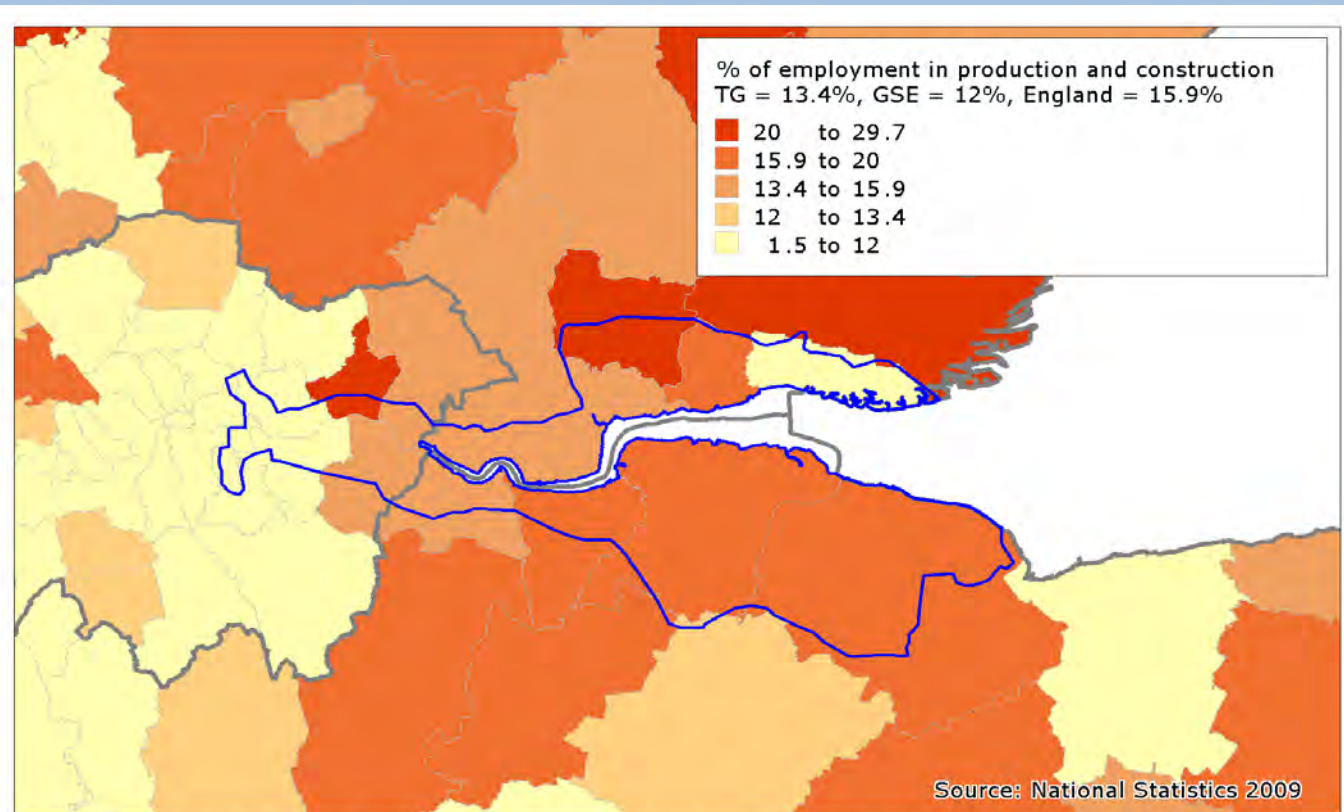 % of employment in production and construction
TG = 13.4%, GSE = 12%, England = 15.9%
20 to 29.7
15.9 to 20
13.4 to 15.9
12 to 13.4
1.5 to 12
Source: National Statistics 2009